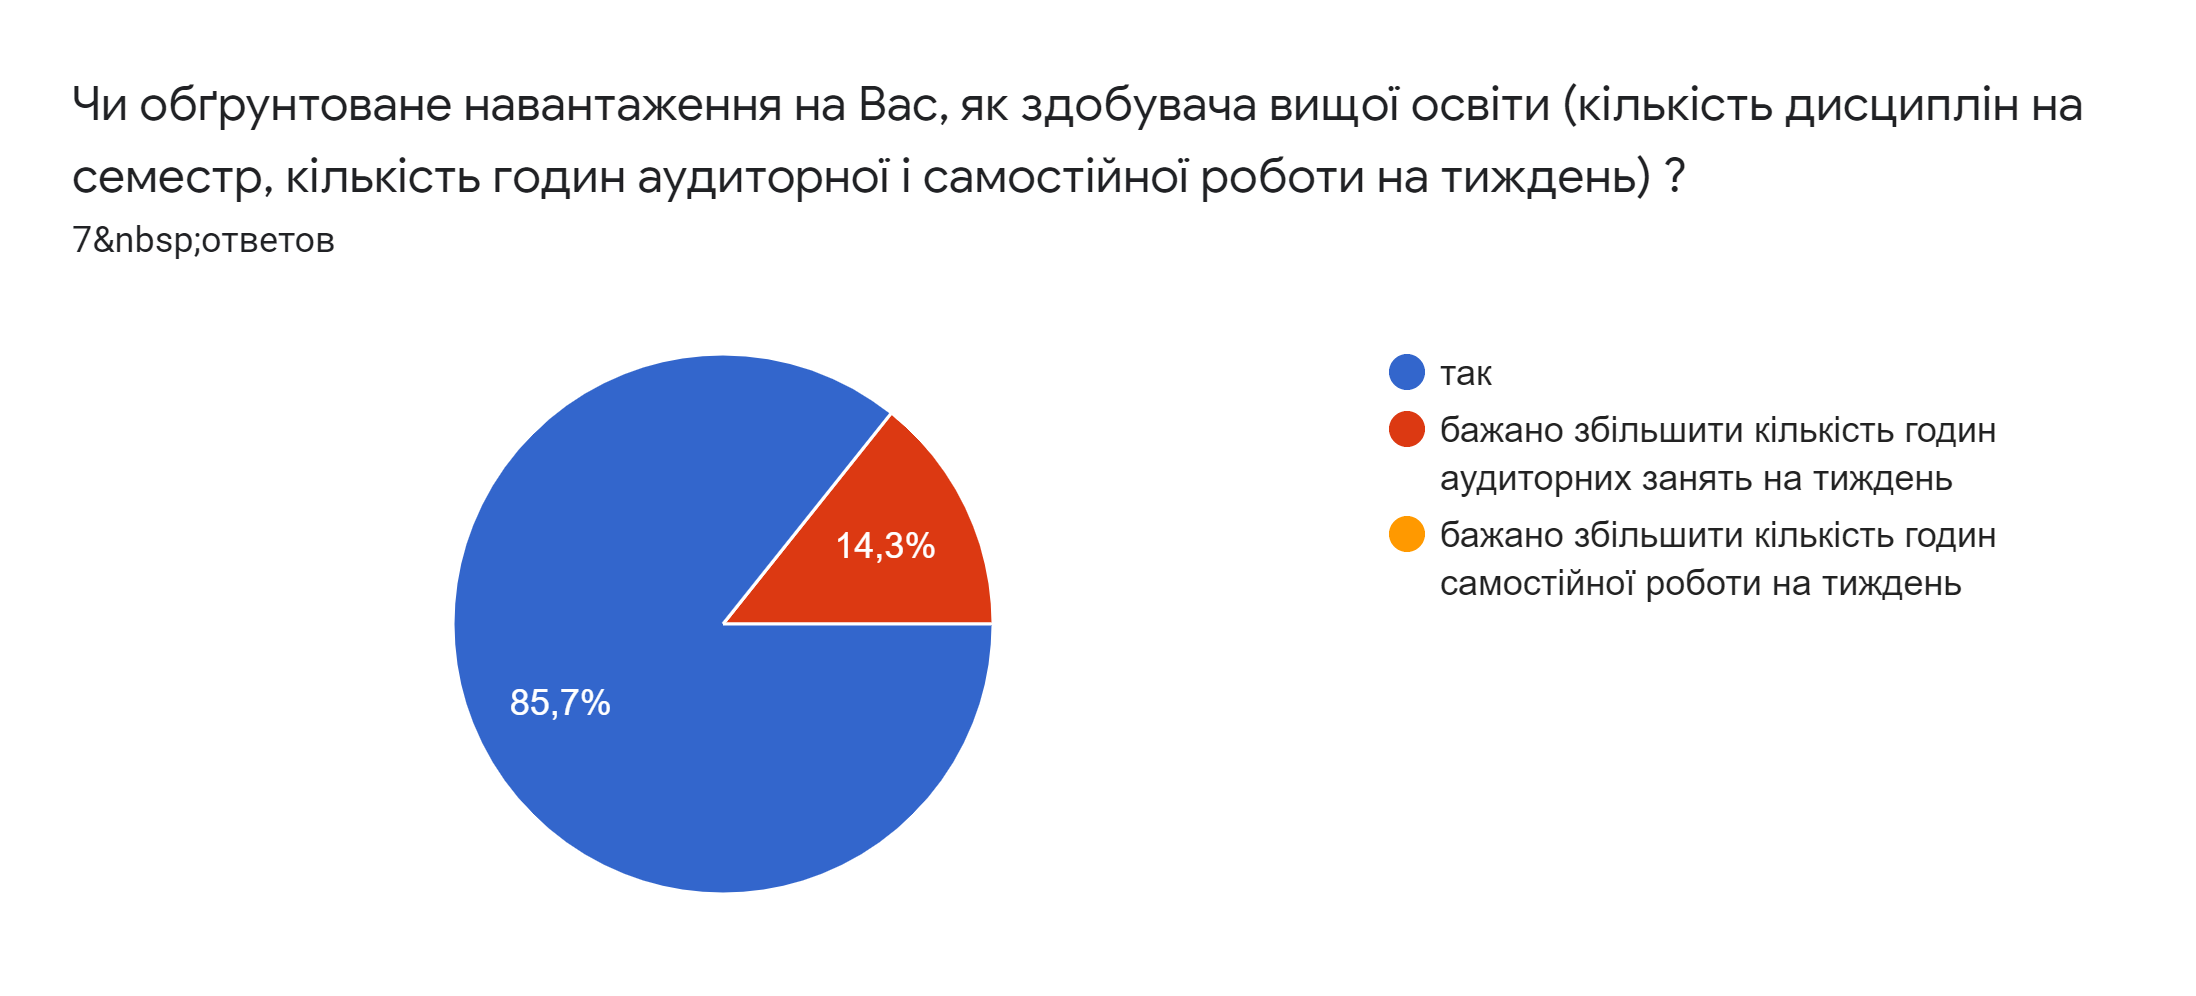 Чи обґрунтоване навантаження на Вас, як здобувача вищої освіти (кількість дисциплін на
семестр, кількість годин аудиторної і самостійної роботи на тиждень) ?
7&nbsp;ответов
так
бажано збільшити кількість годин
аудиторних занять на тиждень
бажано збільшити кількість годин
самостійної роботи на тиждень
14,3%
85,7%